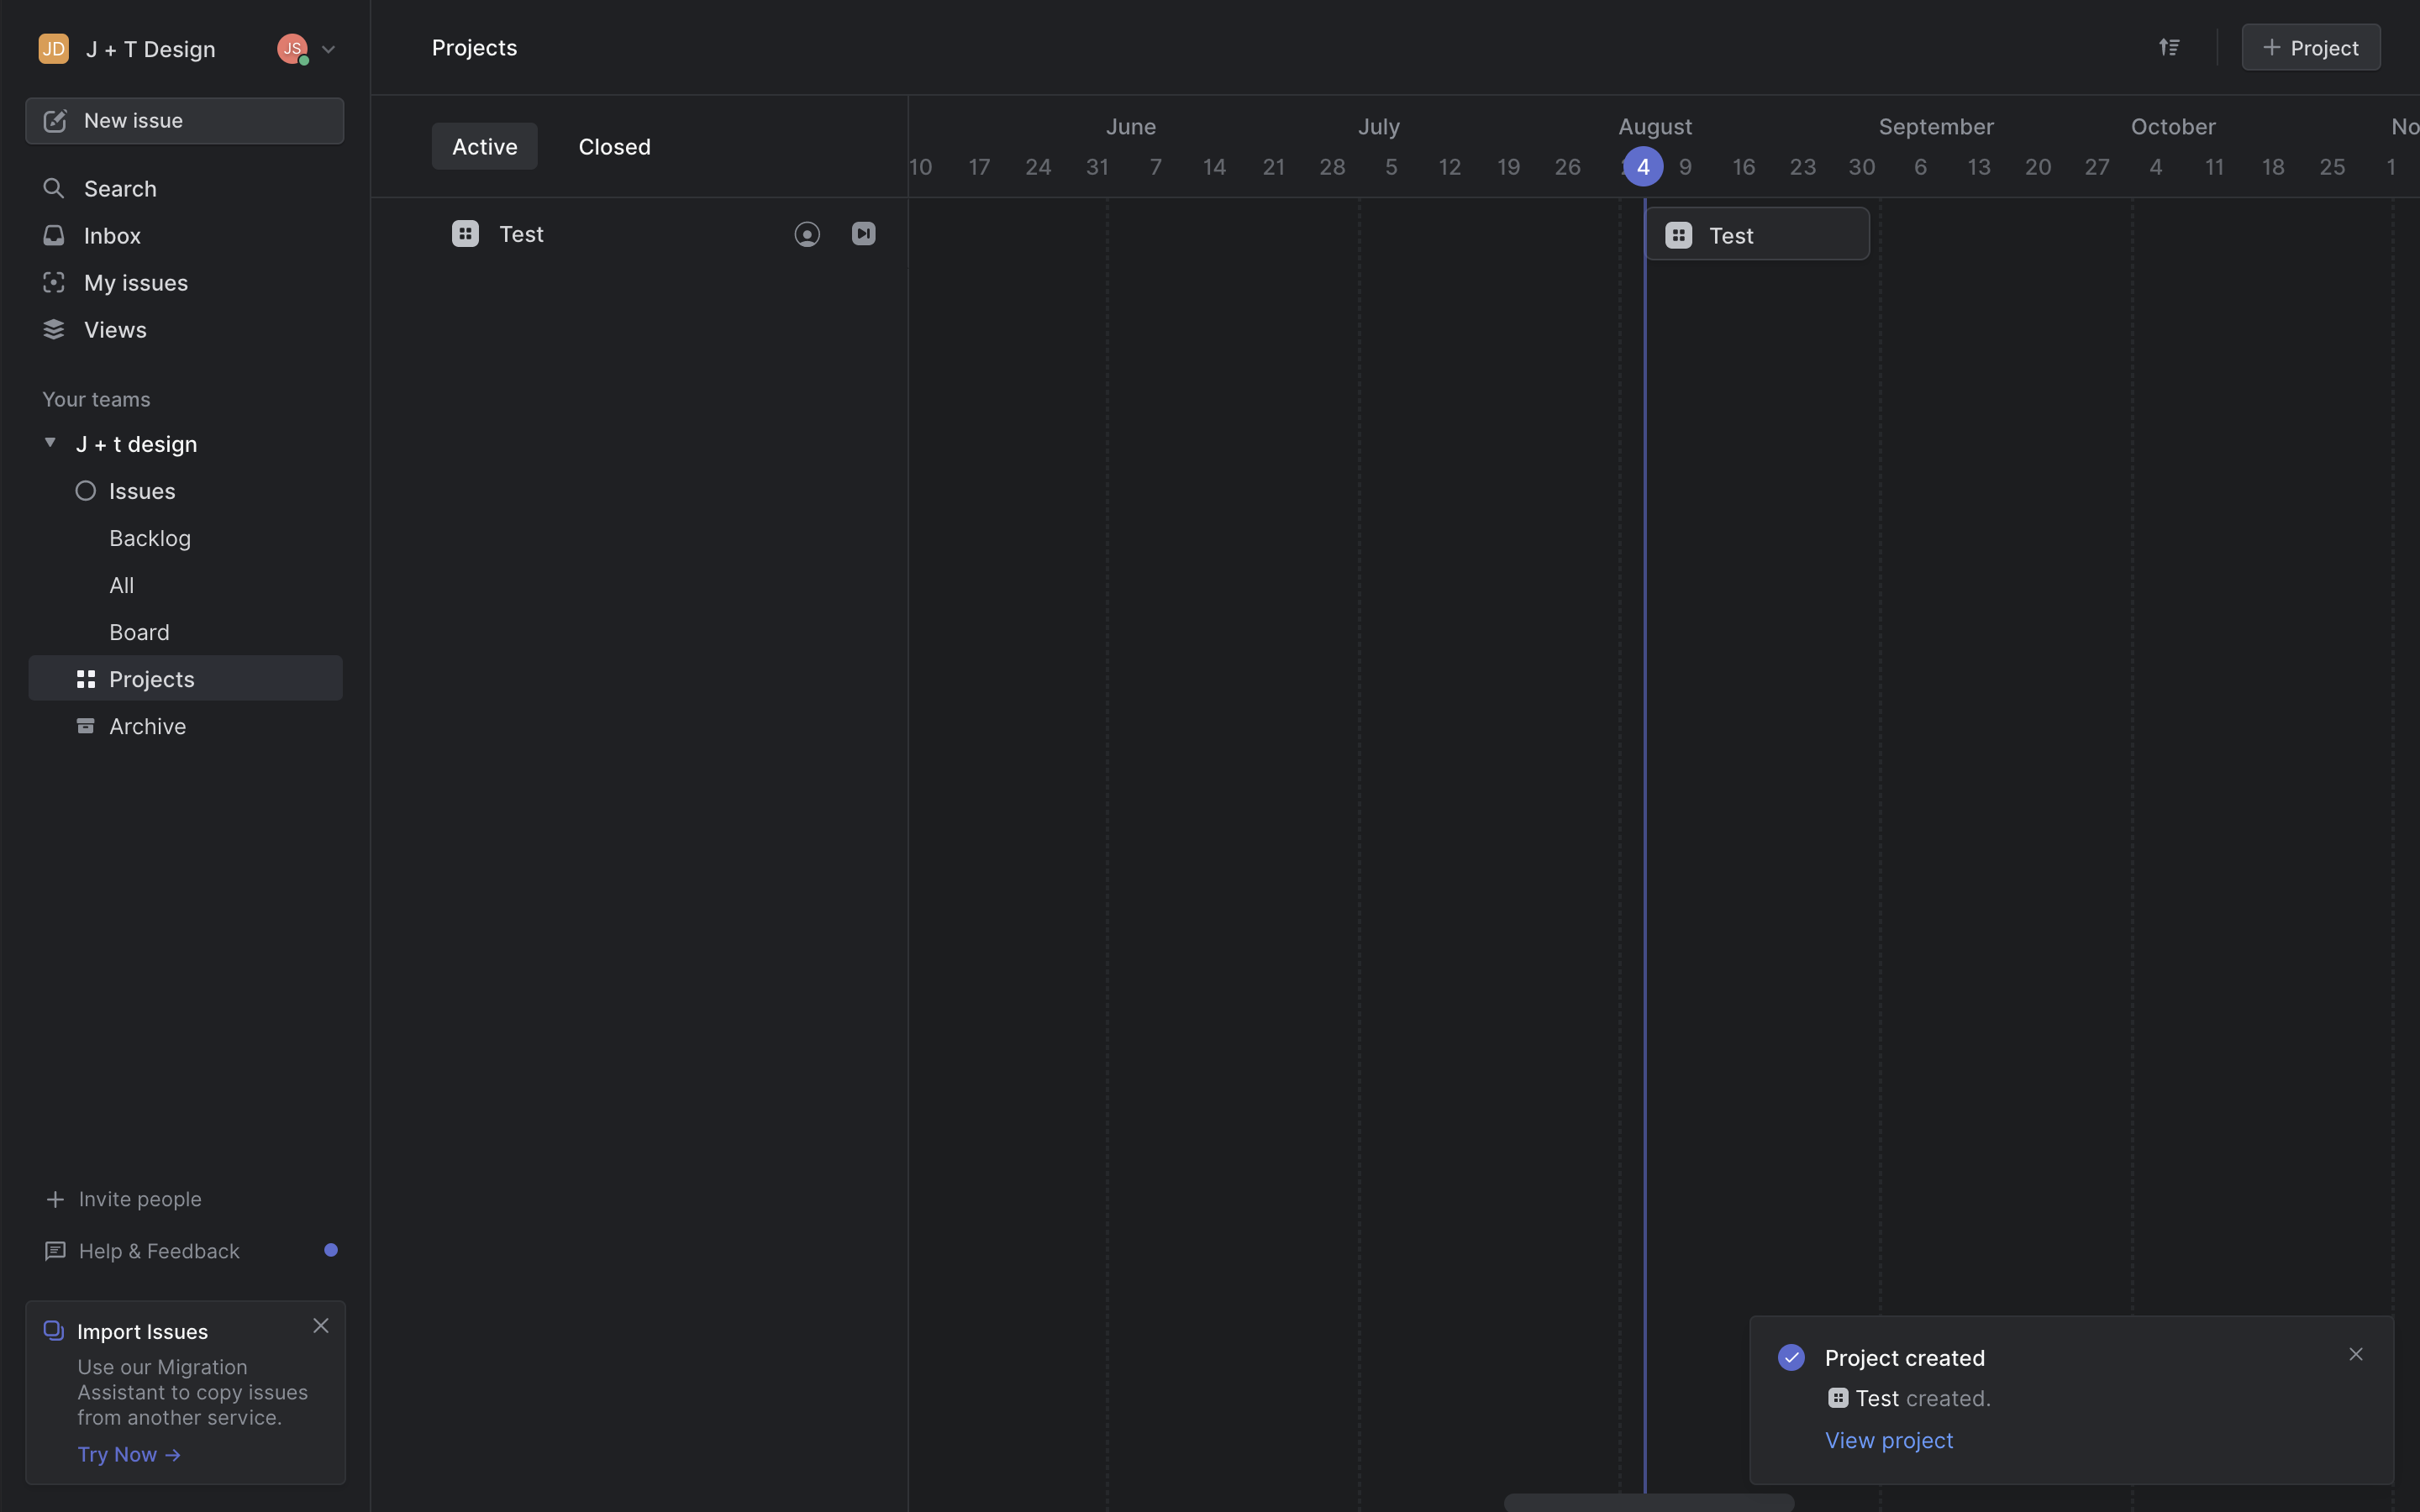 JD J + T Design JS
New issue
Search
Inbox
My issues
Views
Your teams
J + t design
Issues
Backlog
All
Board
Projects
Archive
Invite people
Help & Feedback
Import Issues
Use our Migration
Assistant to copy issues
from another service.
Try Now →
Projects
+ Project
Active Closed
June July August September October No
10 17 24 31 7 14 21 28 5 12 19 26 4 9 16 23 30 6 13 20 27 4 11 18 25 1
Test
Test
Project created
Test created.
View project